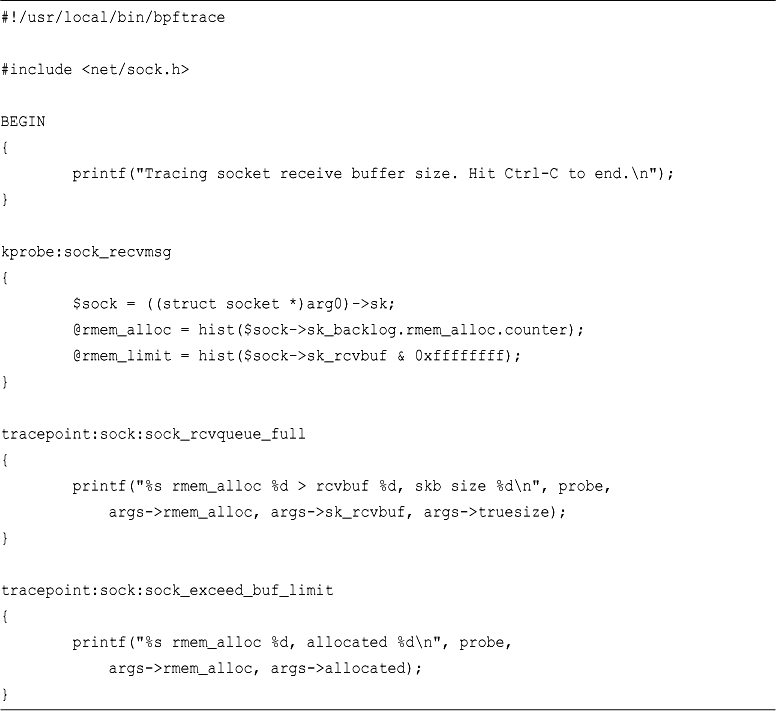 #!/usr/local/bin/bpftrace
#include <net/sock.h>
BEGIN
{
        printf("Tracing socket receive buffer size. Hit Ctrl-C to end.\n");
}
kprobe:sock_recvmsg
{
        $sock = ((struct socket *)arg0)->sk;
        @rmem_alloc = hist($sock->sk_backlog.rmem_alloc.counter);
        @rmem_limit = hist($sock->sk_rcvbuf & 0xffffffff);
}
tracepoint:sock:sock_rcvqueue_full
{
        printf("%s rmem_alloc %d > rcvbuf %d, skb size %d\n", probe,
            args->rmem_alloc, args->sk_rcvbuf, args->truesize);
}
tracepoint:sock:sock_exceed_buf_limit
{
        printf("%s rmem_alloc %d, allocated %d\n", probe,
            args->rmem_alloc, args->allocated);
}